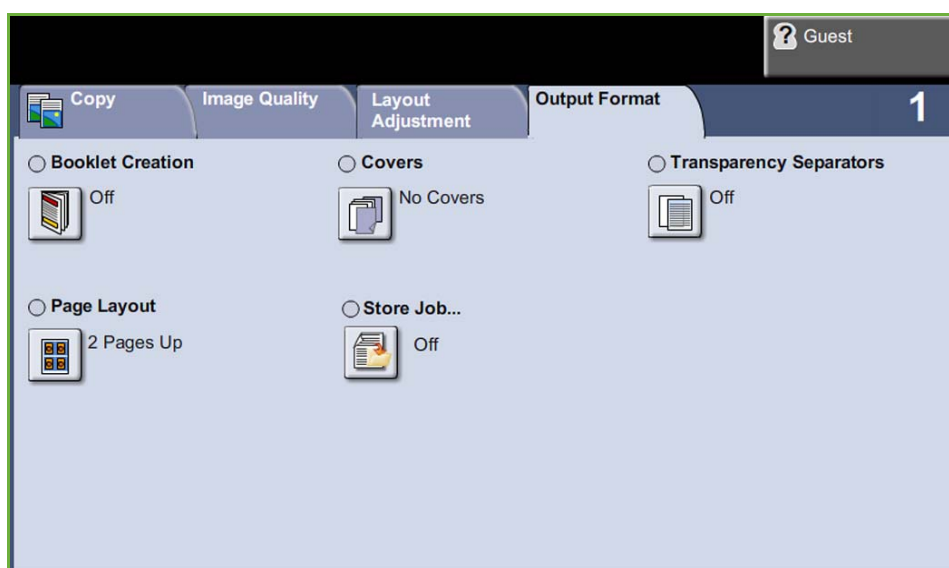 Guest
Copy
Image Quality
Layout
Adjustment
Output Format
1
Booklet Creation
Off
Covers
No Covers
Transparency Separators
Off
Page Layout
2 Pages Up
Store Job...
Off